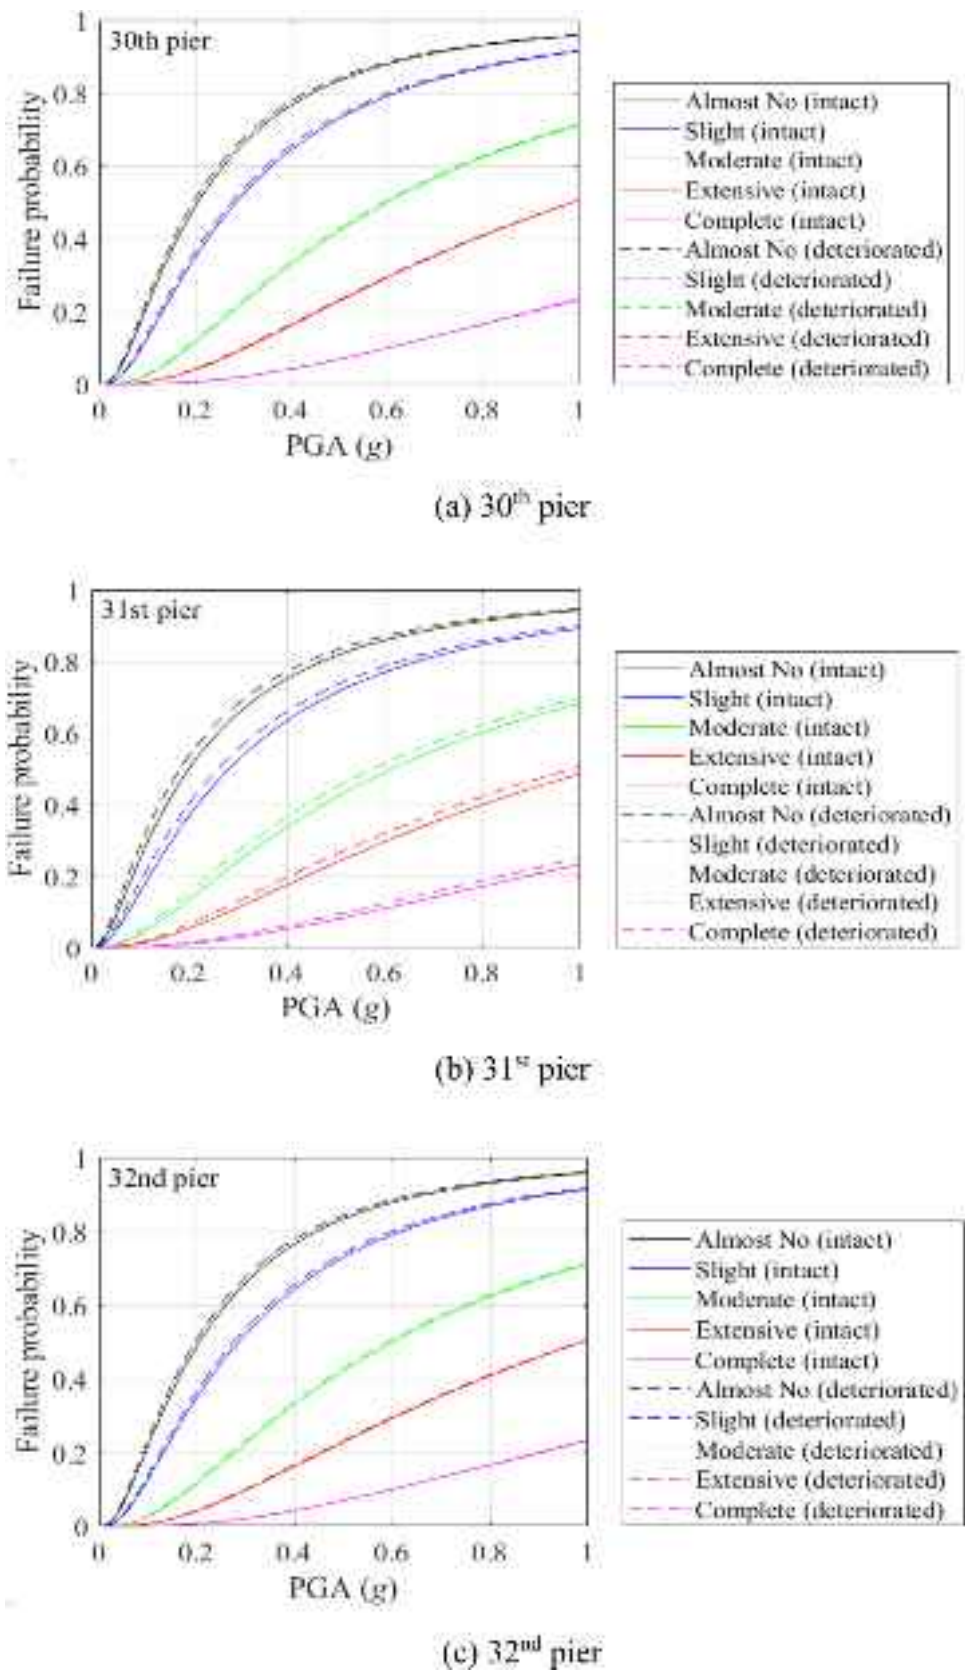 1
30th pier
0.8
0.6
0.4
0.2
0
Failure probability
0 0.2 0.4 0.6 0.8 1
PGA (g)
Almost No (intact)
Slight (intact)
Moderate (intact)
Extensive (intact)
Complete (intact)
Almost No (deteriorated)
Slight (deteriorated)
Moderate (deteriorated)
Extensive (deteriorated)
Complete (deteriorated)
(a) 30th pier
1
31st pier
0.8
0.6
0.4
0.2
0
Failure probability
0 0.2 0.4 0.6 0.8 1
PGA (g)
Almost No (intact)
Slight (intact)
Moderate (intact)
Extensive (intact)
Complete (intact)
Almost No (deteriorated)
Slight (deteriorated)
Moderate (deteriorated)
Extensive (deteriorated)
Complete (deteriorated)
(b) 31st pier
1
32nd pier
0.8
0.6
0.4
0.2
0
Failure probability
0 0.2 0.4 0.6 0.8 1
PGA (g)
Almost No (intact)
Slight (intact)
Moderate (intact)
Extensive (intact)
Complete (intact)
Almost No (deteriorated)
Slight (deteriorated)
Moderate (deteriorated)
Extensive (deteriorated)
Complete (deteriorated)
(c) 32nd pier